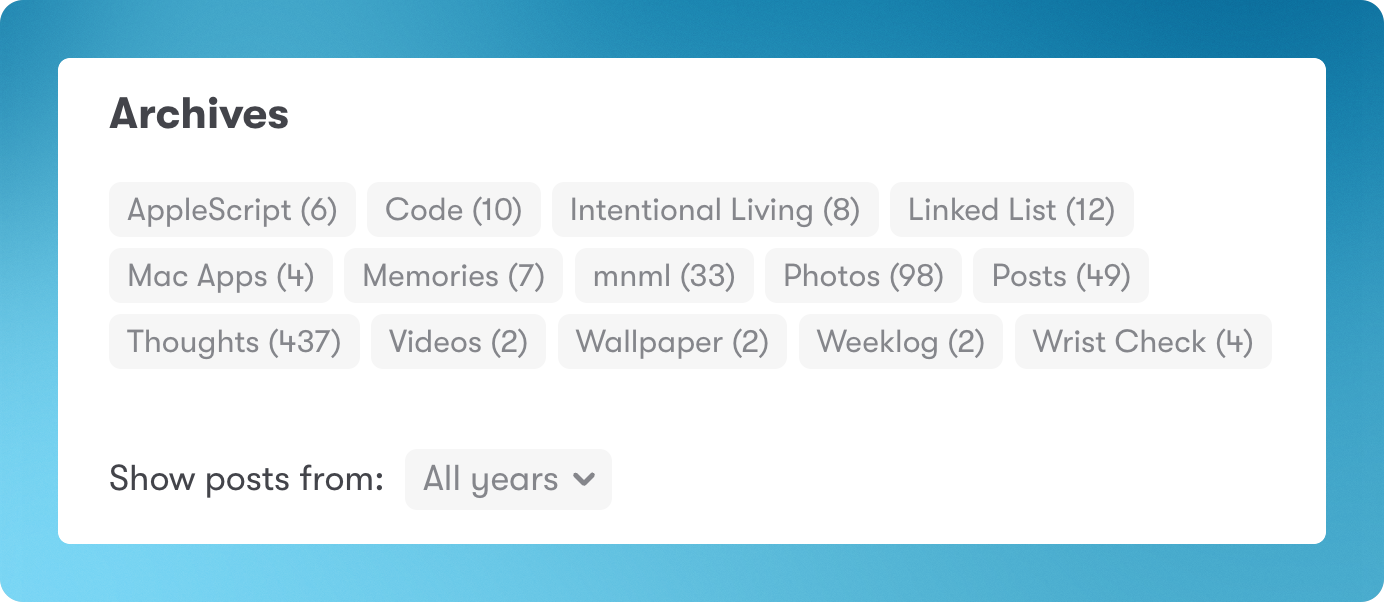 Archives
AppleScript (6) Code (10) Intentional Living (8) Linked List (12)
Mac Apps (4) Memories (7) mnml (33) Photos (98) Posts (49)
Thoughts (437) Videos (2) Wallpaper (2) Weeklog (2) Wrist Check (4)
Show posts from: All years